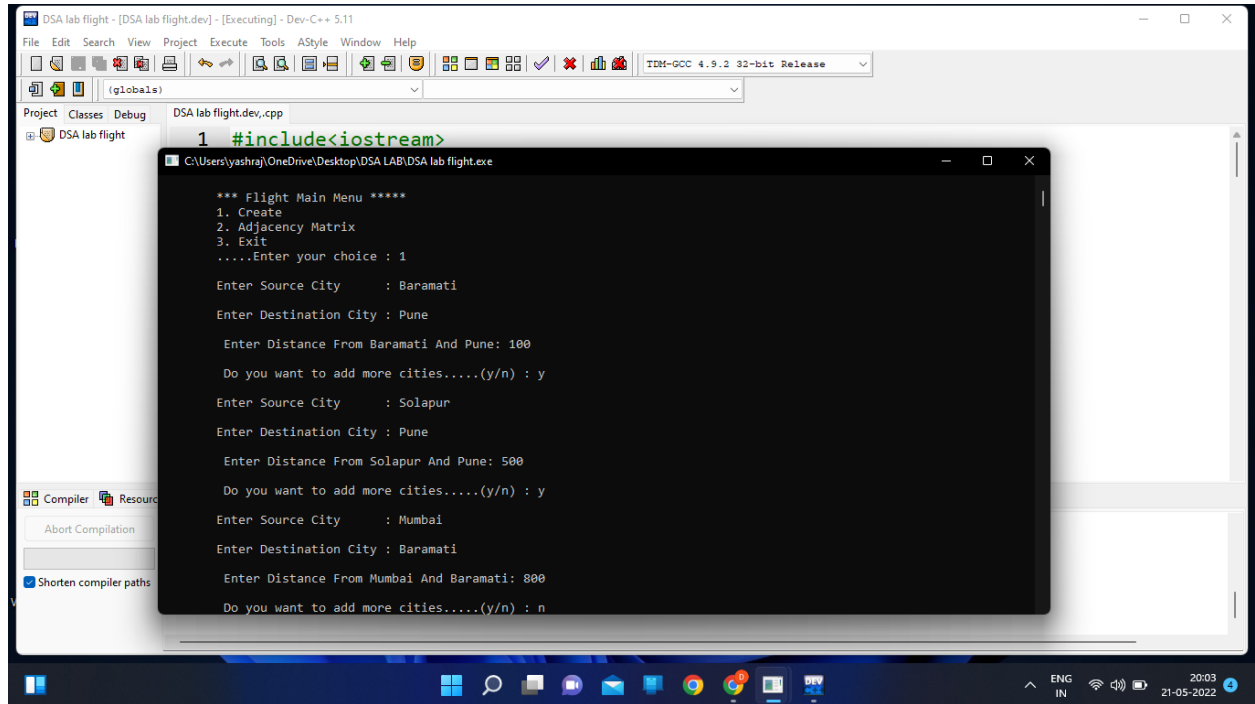 DSA lab flight - [DSA lab flight.dev] - [Executing] - Dev-C++ 5.11
File Edit Search View Project Execute Tools AStyle Window Help
TDM-GCC 4.9.2 32-bit Release
(globals)
Project Classes Debug DSA lab flight.dev,.cpp
DSA lab flight
1 #include<iostream>
C:\Users\yashraj\OneDrive\Desktop\DSA LAB\DSA lab flight.exe
*** Flight Main Menu *****
1. Create
2. Adjacency Matrix
3. Exit
.....Enter your choice : 1
Enter Source City : Baramati
Enter Destination City : Pune
Enter Distance From Baramati And Pune: 100
Do you want to add more cities.....(y/n) : y
Enter Source City : Solapur
Enter Destination City : Pune
Enter Distance From Solapur And Pune: 500
Do you want to add more cities.....(y/n) : y
Enter Source City : Mumbai
Enter Destination City : Baramati
Enter Distance From Mumbai And Baramati: 800
Do you want to add more cities.....(y/n) : n
Compiler Resourc
Abort Compilation
Shorten compiler paths
DEV
ENG
IN
20:03
21-05-2022
4